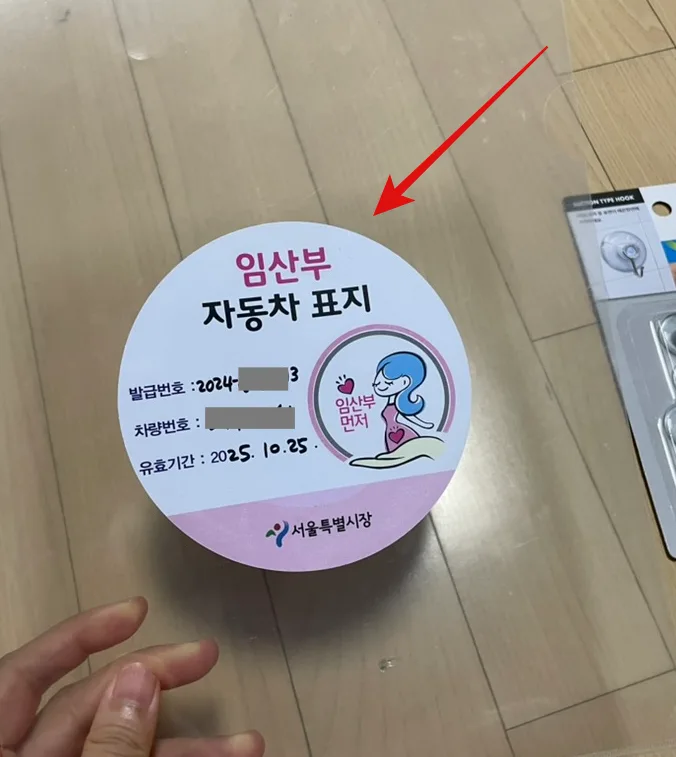 임산부
자동차 표지
발급번호 : 2024- 3
차량번호 :
유효기간 : 2025. 10. 25.
임산부
먼저
서울특별시장
SUCTION TYPE HOOK